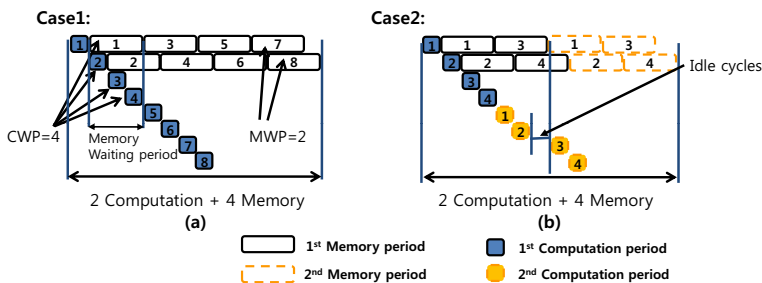 Case1:
1 1 3 5 7
2 2 4 6 8
3
4
5
6
7
8
CWP=4
Memory
Waiting period
MWP=2
2 Computation + 4 Memory
(a)
Case2:
1 1 3 1 3
2 2 4 2 4
3
4
1
2
3
4
Idle cycles
2 Computation + 4 Memory
(b)
1st Memory period
1st Computation period
2nd Memory period
2nd Computation period